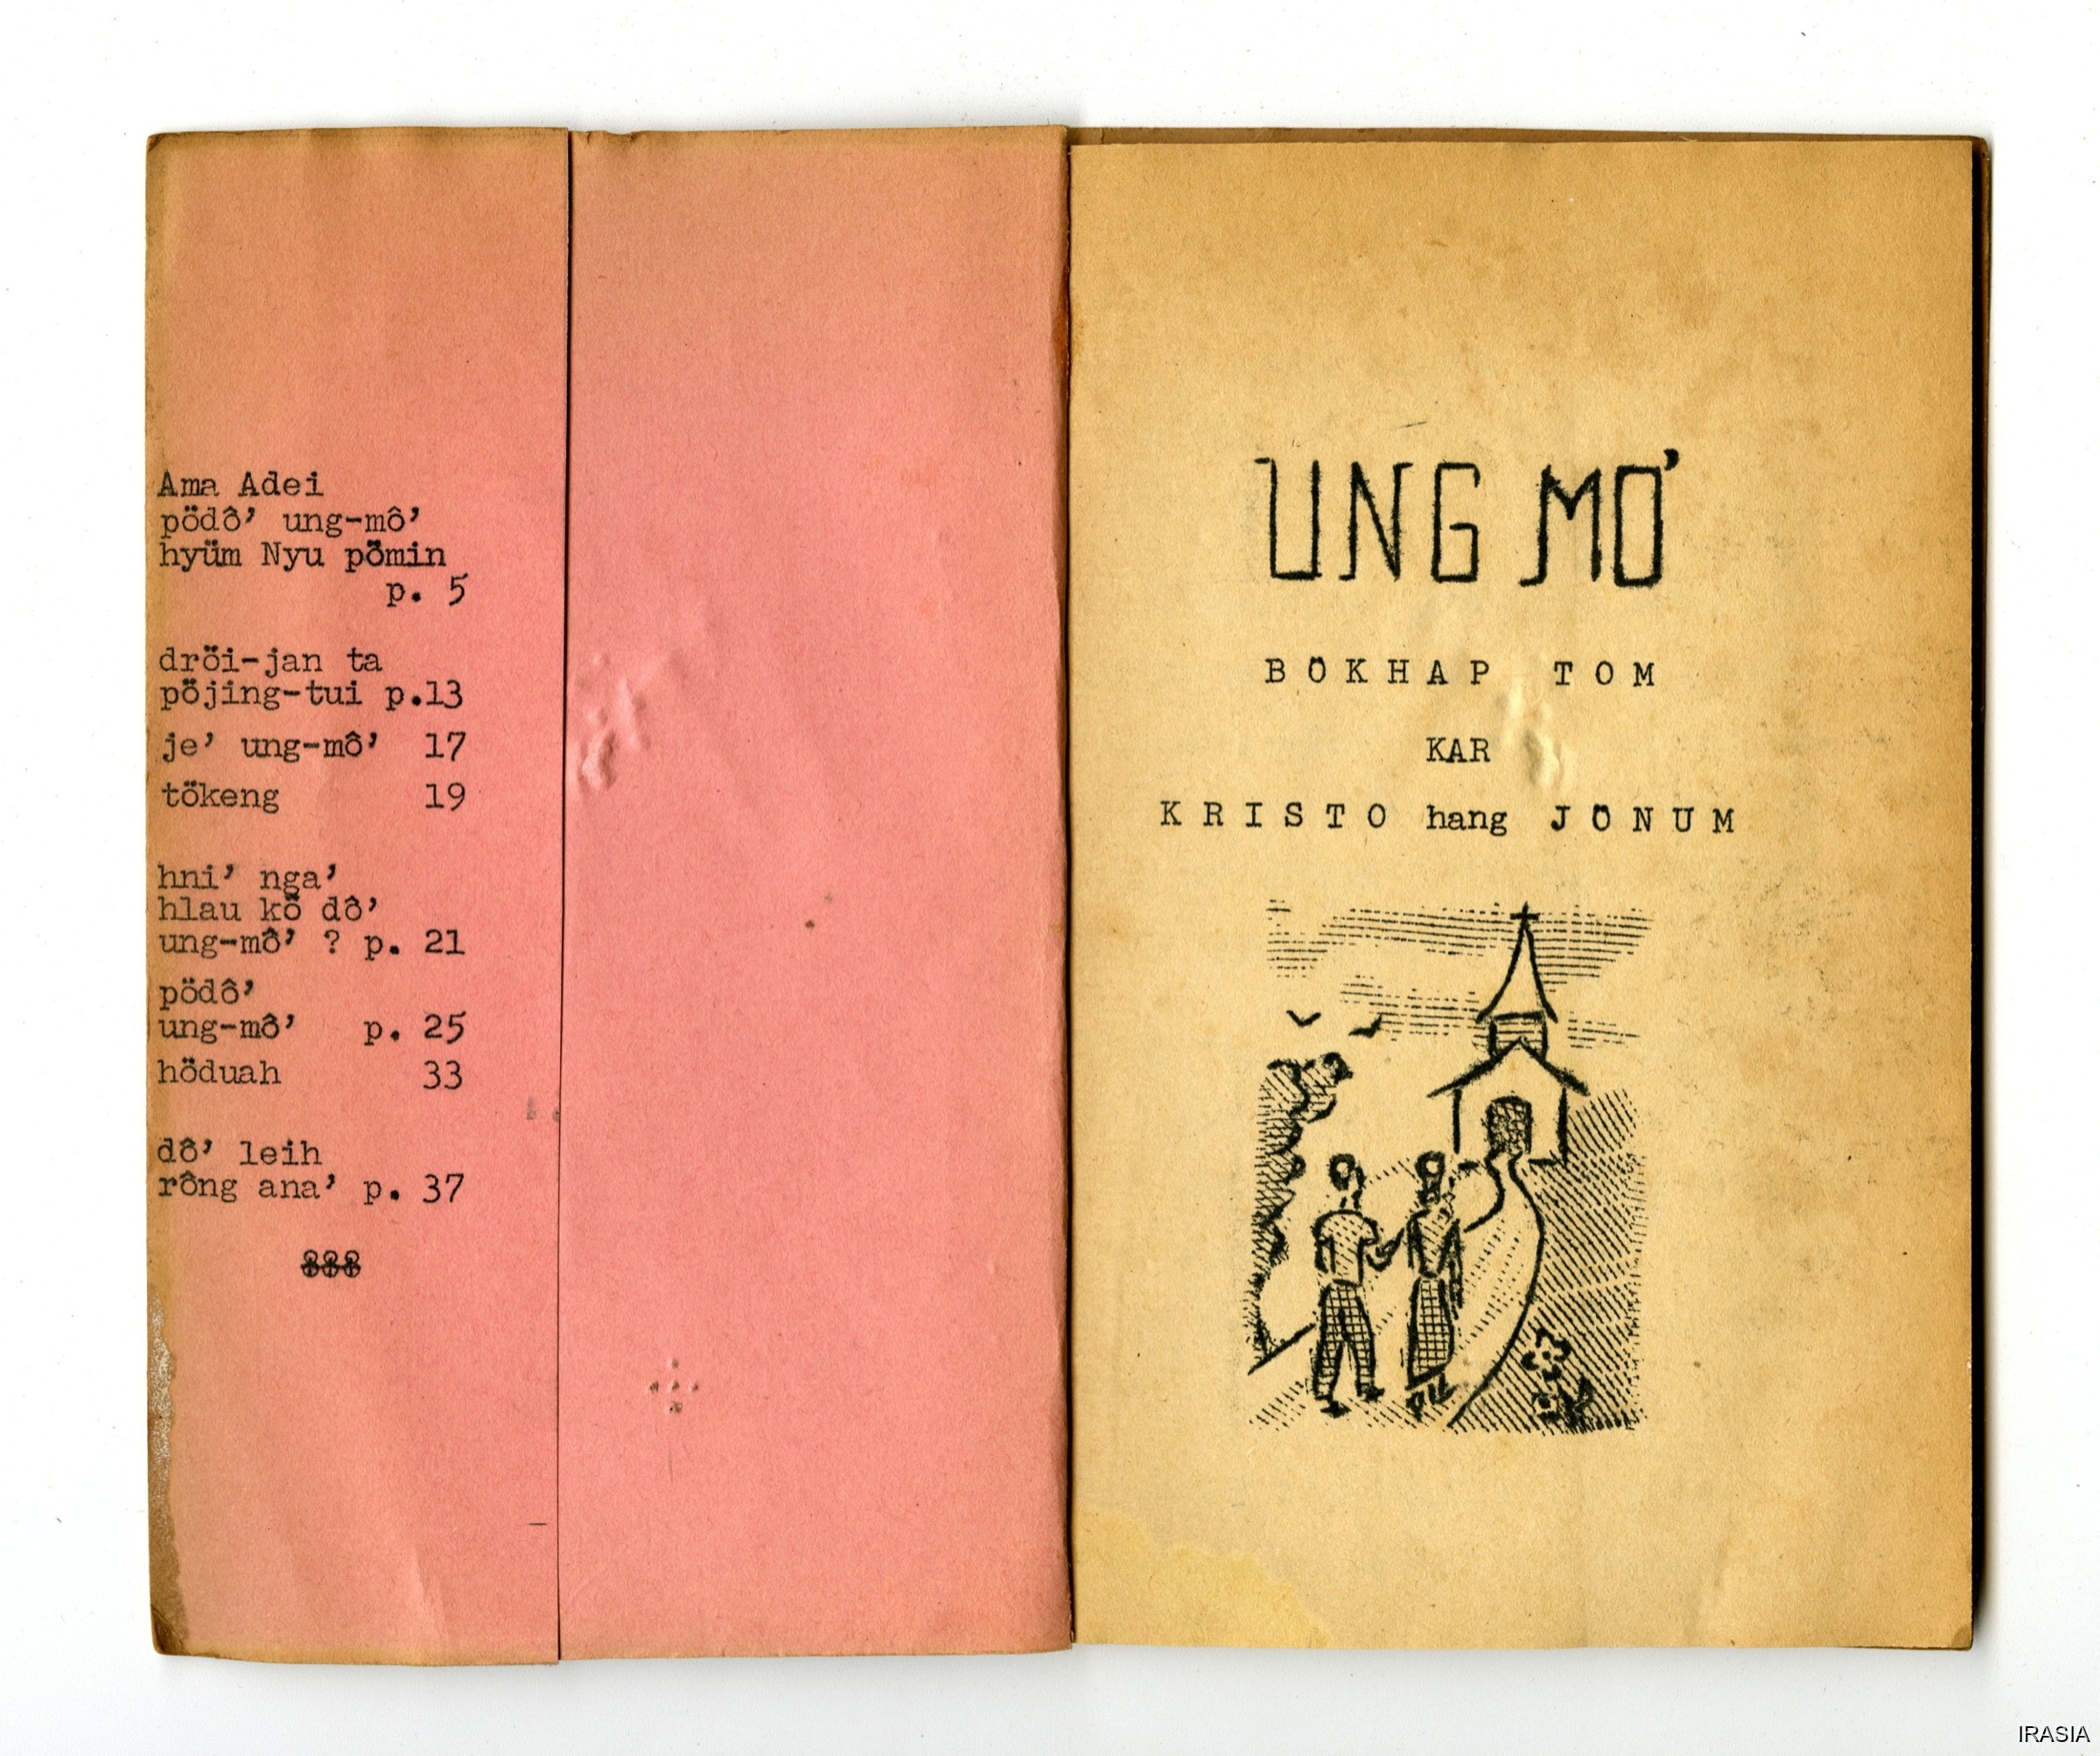 Ama Adei
pödô’ ung-mô’
hyüm Nyu pömin
p. 5
dröi-jan ta
pöjing-tui p.13
je’ ung-mô’ 17
tökeng 19
hni’ nga’
hlau kö dô’
ung-mô’ ? p. 21
pödô’
ung-mô’ p. 25
höduah 33
dô’ leih
rông ana’ p. 37
UNG MO’
BÖKHAP TOM
KAR
KRISTO hang JÖNUM
IRASIA